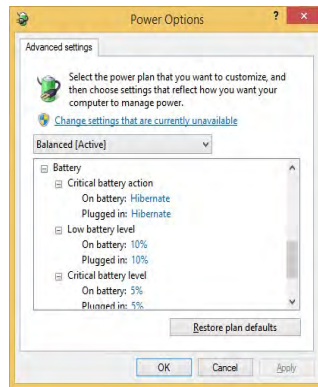 Power Options
?
×
Advanced settings
Select the power plan that you want to customize, and
then choose settings that reflect how you want your
computer to manage power.
Change settings that are currently unavailable
Balanced [Active]
Battery
Critical battery action
On battery: Hibernate
Plugged in: Hibernate
Low battery level
On battery: 10%
Plugged in: 10%
Critical battery level
On battery: 5%
Plugged in: 5%
Restore plan defaults
OK
Cancel
Apply